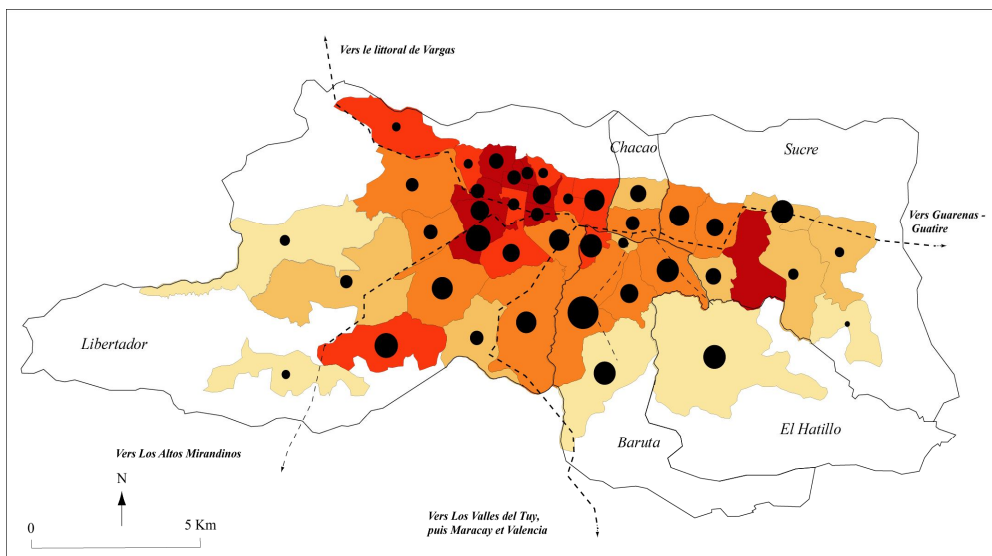 Vers le littoral de Vargas
Chacao
Sucre
Vers Guarenas -
Guatire
Libertador
El Hatillo
Baruta
Vers Los Altos Mirandinos
N
0
5 Km
Vers Los Valles del Tuy,
puis Maracay et Valencia